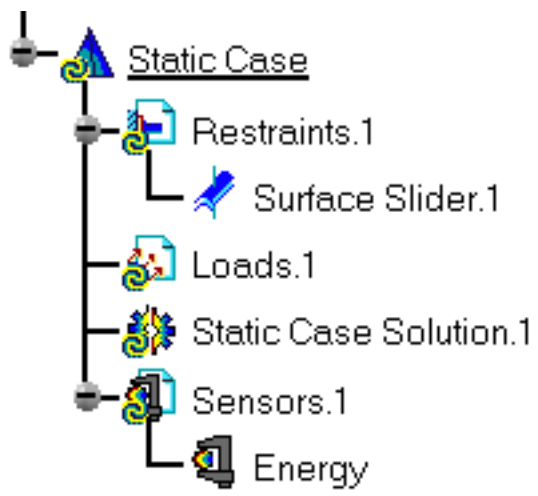 Static Case
Restraints.1
Surface Slider.1
Loads.1
Static Case Solution.1
Sensors.1
Energy